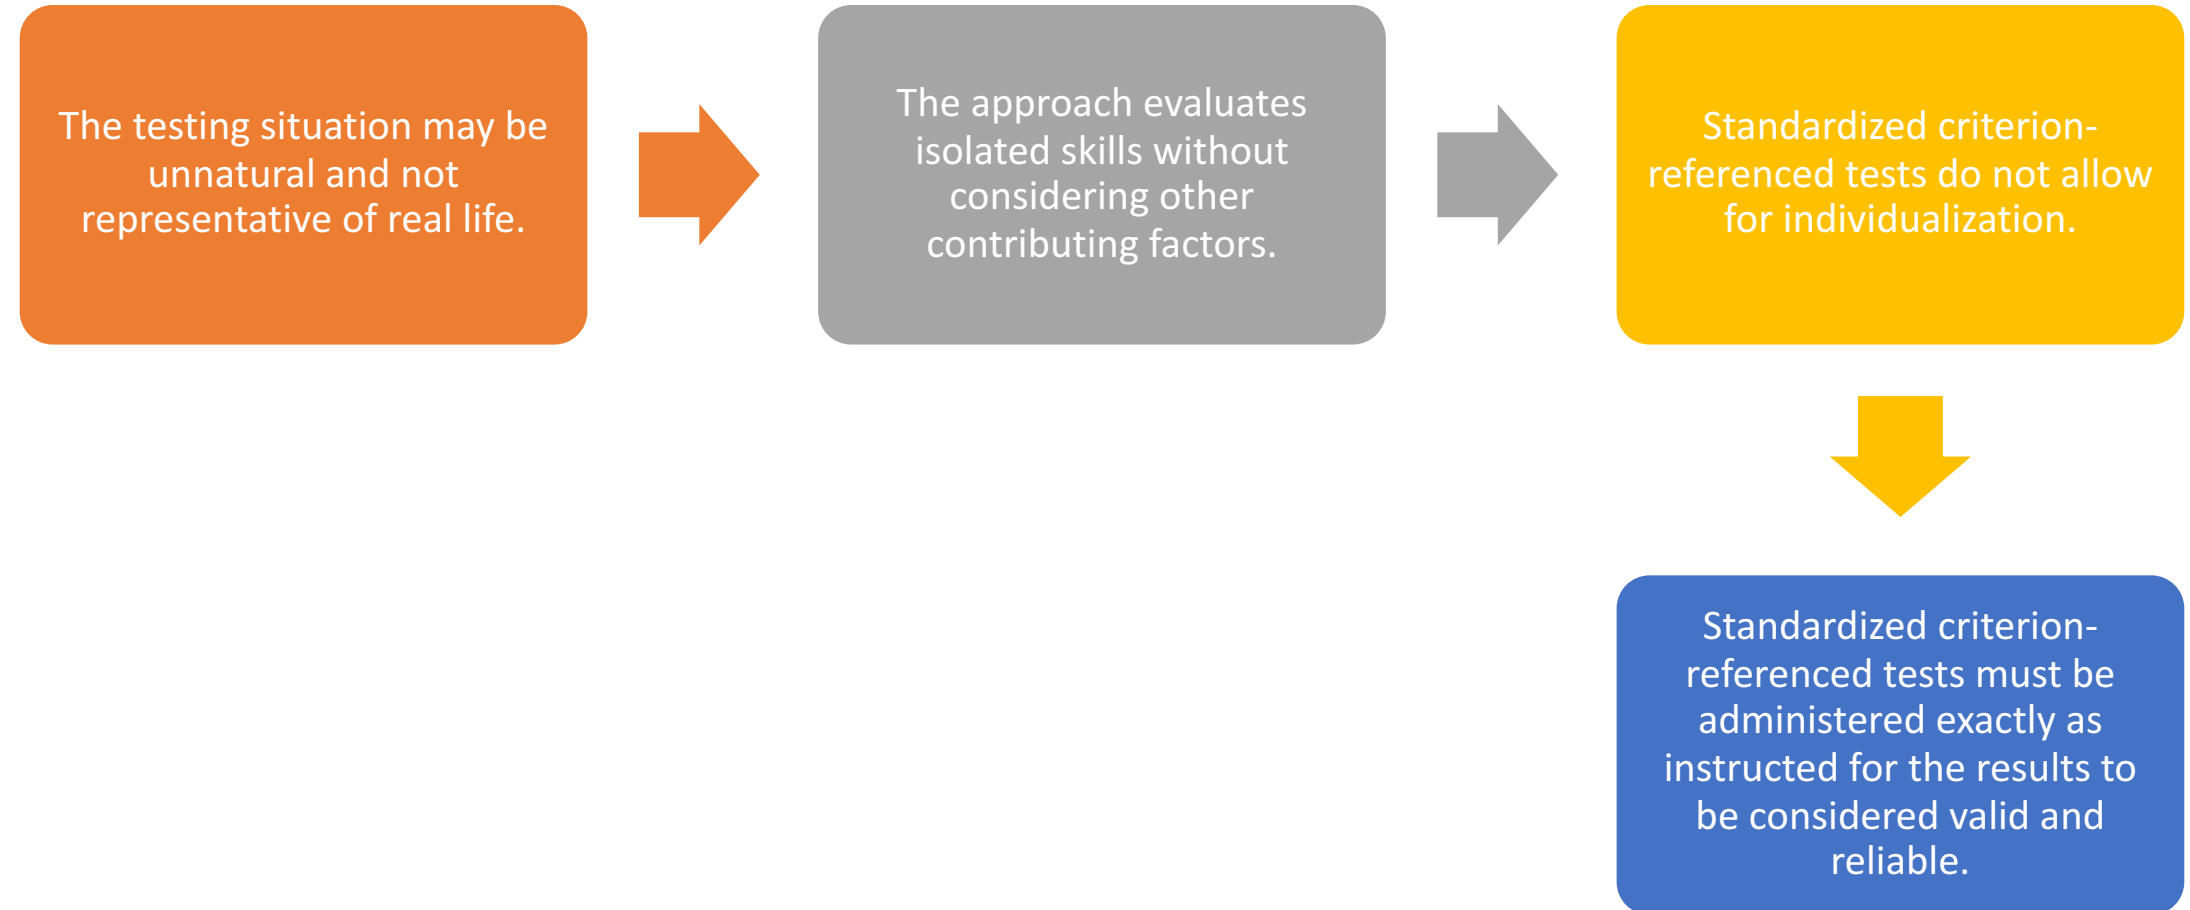 The testing situation may be
unnatural and not
representative of real life.
The approach evaluates
isolated skills without
considering other
contributing factors.
Standardized criterion-
referenced tests do not allow
for individualization.
Standardized criterion-
referenced tests must be
administered exactly as
instructed for the results to
be considered valid and
reliable.